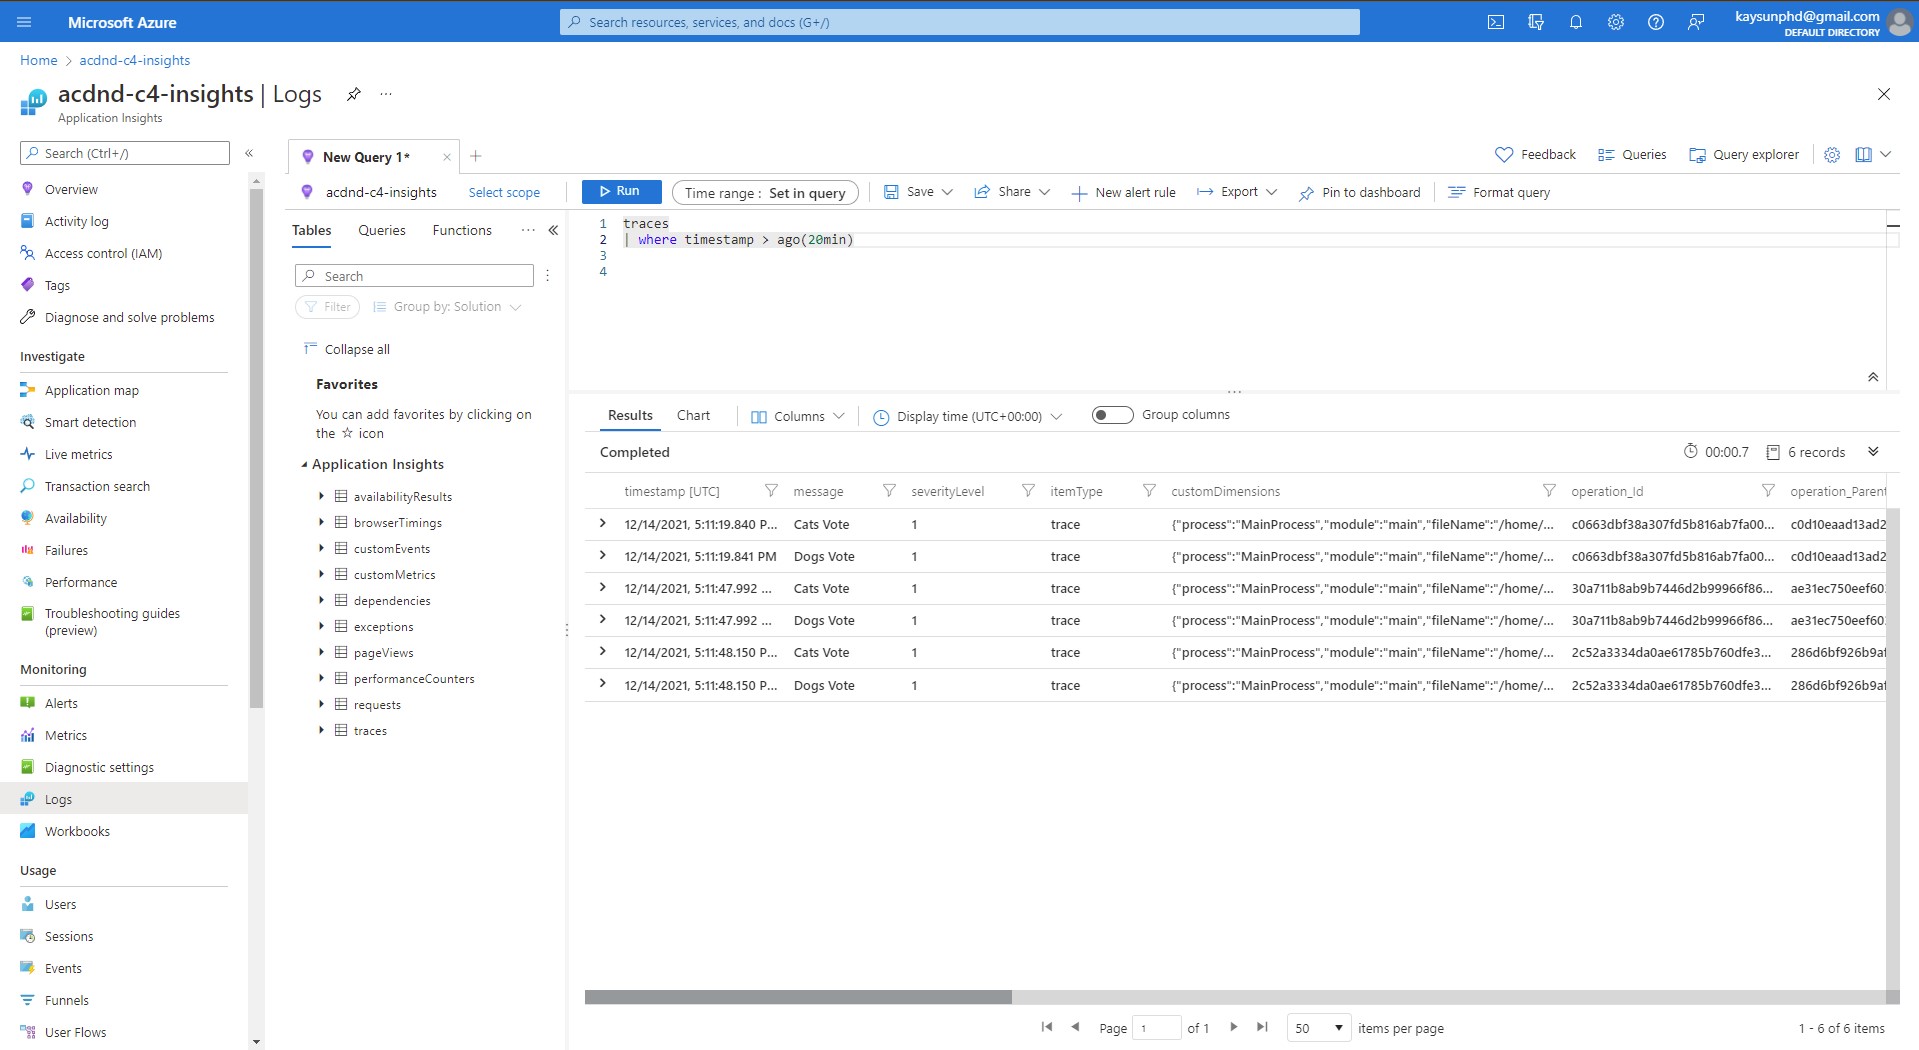 Microsoft Azure
Search resources, services, and docs (G+/)
kaysunphd@gmail.com
DEFAULT DIRECTORY
Home > acdnd-c4-insights
acdnd-c4-insights | Logs
Application Insights
Search (Ctrl+/)
Overview
Activity log
Access control (IAM)
Tags
Diagnose and solve problems
Investigate
Application map
Smart detection
Live metrics
Transaction search
Availability
Failures
Performance
Troubleshooting guides
(preview)
Monitoring
Alerts
Metrics
Diagnostic settings
Logs
Workbooks
Usage
Users
Sessions
Events
Funnels
User Flows
New Query 1*
Feedback Queries Query explorer
acdnd-c4-insights Select scope
Run Time range : Set in query Save Share New alert rule Export Pin to dashboard Format query
Tables Queries Functions
Search
Filter Group by: Solution
Collapse all
Favorites
You can add favorites by clicking on
the ☆ icon
Application Insights
availabilityResults
browserTimings
customEvents
customMetrics
dependencies
exceptions
pageViews
performanceCounters
requests
traces
1 traces
2 | where timestamp > ago(20min)
3
4
Results Chart Columns Display time (UTC+00:00) Group columns
Completed 00:00.7 6 records
timestamp [UTC] message severityLevel itemType customDimensions operation_Id operation_Parent
12/14/2021, 5:11:19.840 P... Cats Vote 1 trace {"process":"MainProcess","module":"main","fileName":"/home/... c0663dbf38a307fd5b816ab7fa00... c0d10eaad13ad2
12/14/2021, 5:11:19.841 PM Dogs Vote 1 trace {"process":"MainProcess","module":"main","fileName":"/home/... c0663dbf38a307fd5b816ab7fa00... c0d10eaad13ad2
12/14/2021, 5:11:47.992 ... Cats Vote 1 trace {"process":"MainProcess","module":"main","fileName":"/home/... 30a711b8ab9b7446d2b99966f86... ae31ec750eef60
12/14/2021, 5:11:47.992 ... Dogs Vote 1 trace {"process":"MainProcess","module":"main","fileName":"/home/... 30a711b8ab9b7446d2b99966f86... ae31ec750eef60
12/14/2021, 5:11:48.150 P... Cats Vote 1 trace {"process":"MainProcess","module":"main","fileName":"/home/... 2c52a3334da0ae61785b760dfe3... 286d6bf926b9af
12/14/2021, 5:11:48.150 P... Dogs Vote 1 trace {"process":"MainProcess","module":"main","fileName":"/home/... 2c52a3334da0ae61785b760dfe3... 286d6bf926b9af
Page 1 of 1 50 items per page 1 - 6 of 6 items